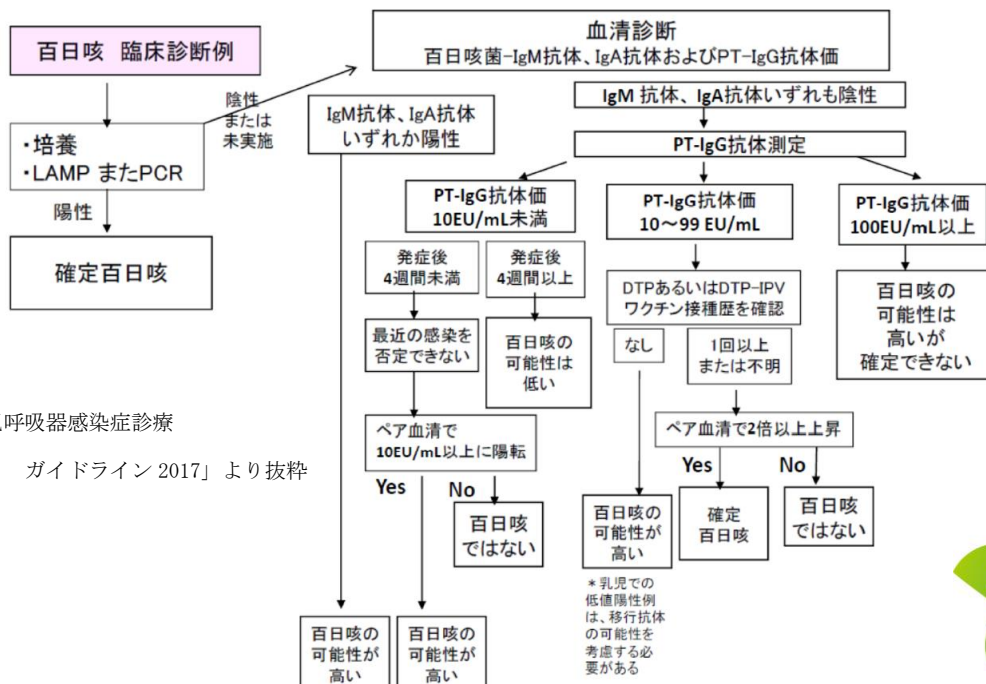 百日咳 臨床診断例
・培養
・LAMP またPCR
陽性
確定百日咳
陰性
または
未実施
血清診断
百日咳菌−IgM抗体、IgA抗体およびPT−IgG抗体価
IgM抗体、IgA抗体
いずれか陽性
IgM 抗体、IgA抗体いずれも陰性
PT-IgG抗体測定
PT-IgG抗体価
10EU/mL未満
PT-IgG抗体価
10～99 EU/mL
PT-IgG抗体価
100EU/mL以上
発症後
4週間未満
発症後
4週間以上
DTPあるいはDTP-IPV
ワクチン接種歴を確認
百日咳の
可能性は
高いが
確定できない
最近の感染を
否定できない
百日咳の
可能性は
低い
なし
1回以上
または不明
ペア血清で
10EU/mL以上に陽転
ペア血清で2倍以上上昇
Yes
No
Yes
No
百日咳
ではない
百日咳の
可能性が
高い
確定
百日咳
百日咳
ではない
＊乳児での
低値陽性例
は、移行抗体
の可能性を
考慮する必
要がある
百日咳の
可能性が
高い
百日咳の
可能性が
高い
呼吸器感染症診療
ガイドライン 2017」より抜粋